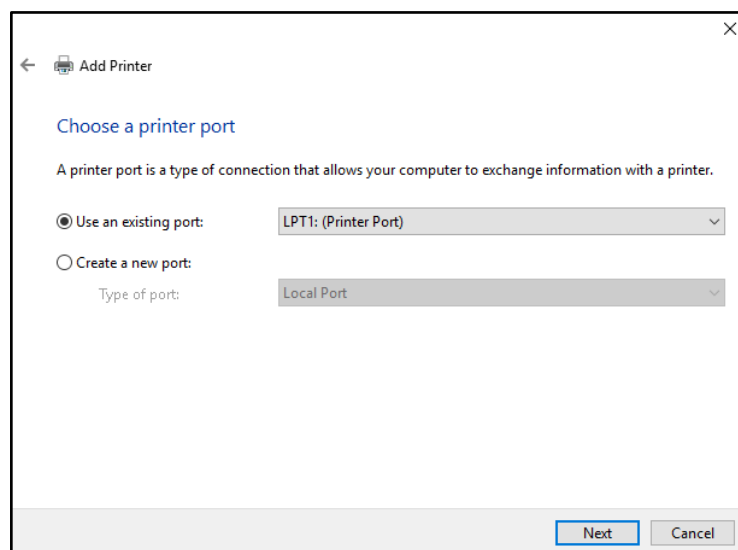 Add Printer
Choose a printer port
A printer port is a type of connection that allows your computer to exchange information with a printer.
Use an existing port: LPT1: (Printer Port)
Create a new port:
Type of port: Local Port
Next Cancel